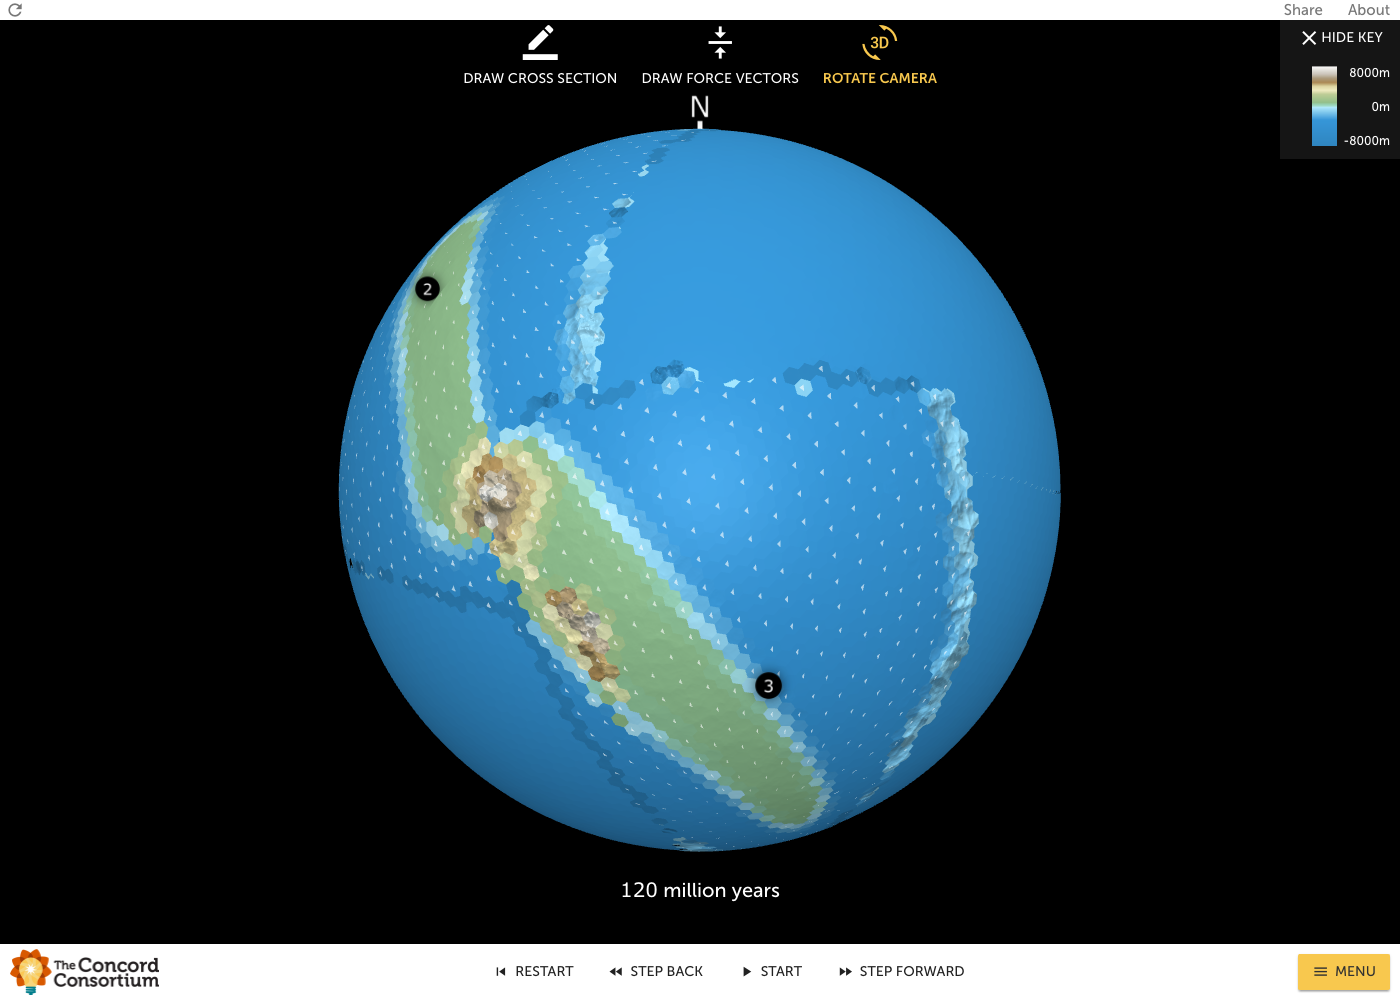 Share About
HIDE KEY
8000m
0m
-8000m
3D
DRAW CROSS SECTION DRAW FORCE VECTORS ROTATE CAMERA
N
2
3
120 million years
The Concord
Consortium
RESTART STEP BACK START STEP FORWARD
MENU